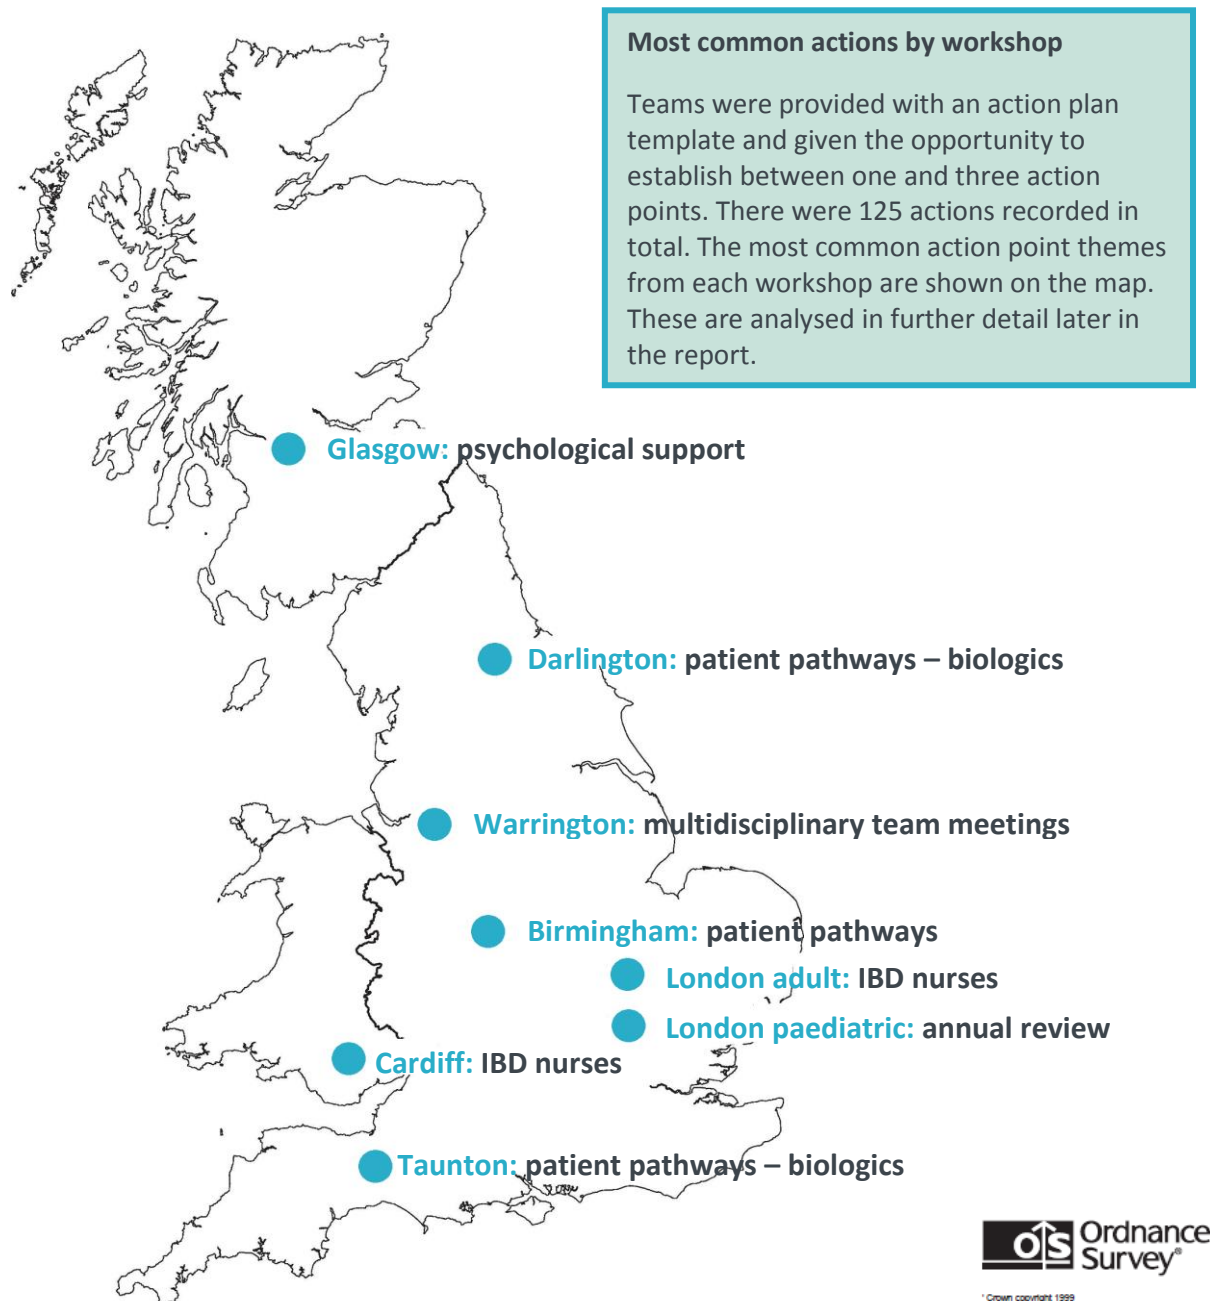 Most common actions by workshop
Teams were provided with an action plan
template and given the opportunity to
establish between one and three action
points. There were 125 actions recorded in
total. The most common action point themes
from each workshop are shown on the map.
These are analysed in further detail later in
the report.
Glasgow: psychological support
Darlington: patient pathways – biologics
Warrington: multidisciplinary team meetings
Birmingham: patient pathways
London adult: IBD nurses
London paediatric: annual review
Cardiff: IBD nurses
Taunton: patient pathways – biologics
OS Ordnance
Survey®
' Crown copyright 1999